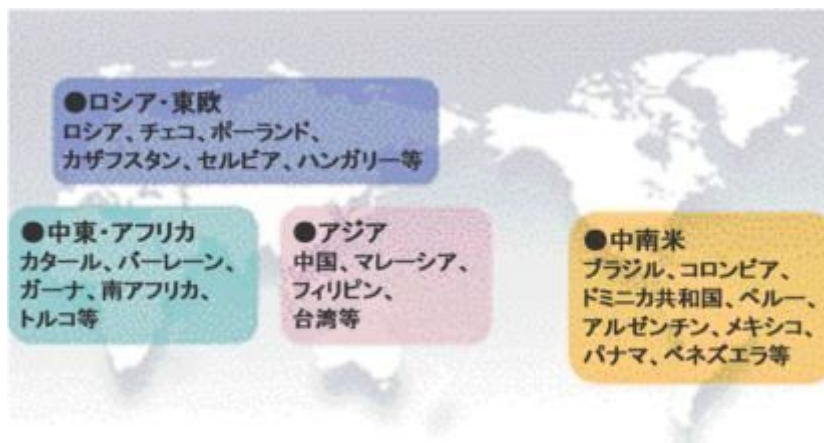 ●ロシア・東欧
ロシア、チェコ、ポーランド、
カザフスタン、セルビア、ハンガリー等
●中東・アフリカ
カタール、バーレーン、
ガーナ、南アフリカ、
トルコ等
●アジア
中国、マレーシア、
フィリピン、
台湾等
●中南米
ブラジル、コロンビア、
ドミニカ共和国、ペルー、
アルゼンチン、メキシコ、
パナマ、ベネズエラ等